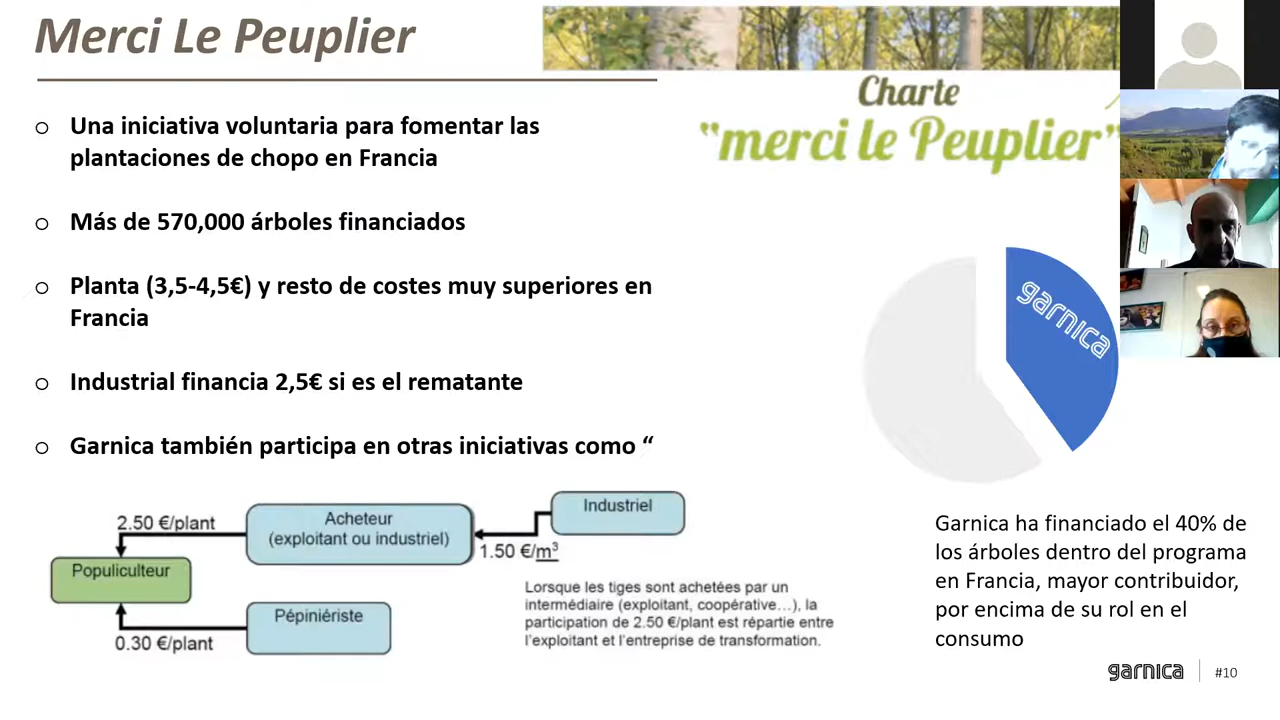 Merci Le Peuplier
Charte
"merci le Peuplier"
o Una iniciativa voluntaria para fomentar las
plantaciones de chopo en Francia
o Más de 570,000 árboles financiados
o Planta (3,5-4,5€) y resto de costes muy superiores en
Francia
o Industrial financia 2,5€ si es el rematante
o Garnica también participa en otras iniciativas como “
garnica
2.50 €/plant
Acheteur
(exploitant ou industriel)
Industriel
1.50 €/m³
Populiculteur
Pépiniériste
0.30 €/plant
Lorsque les tiges sont achetées par un
intermédiaire (exploitant, coopérative…), la
participation de 2.50 €/plant est répartie entre
l'exploitant et l'entreprise de transformation.
Garnica ha financiado el 40% de
los árboles dentro del programa
en Francia, mayor contribuidor,
por encima de su rol en el
consumo
garnica #10